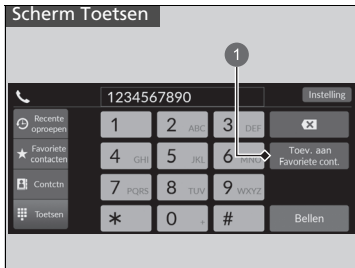 Scherm Toetsen
1
1234567890
Instelling
Recente
oproepen
1
2 ABC
3 DEF
Favoriete
contacten
4 GHI
5 JKL
6 MNO
Toev. aan
Favoriete cont.
Contctn
7 PQRS
8 TUV
9 WXYZ
Toetsen
*
0 +
#
Bellen